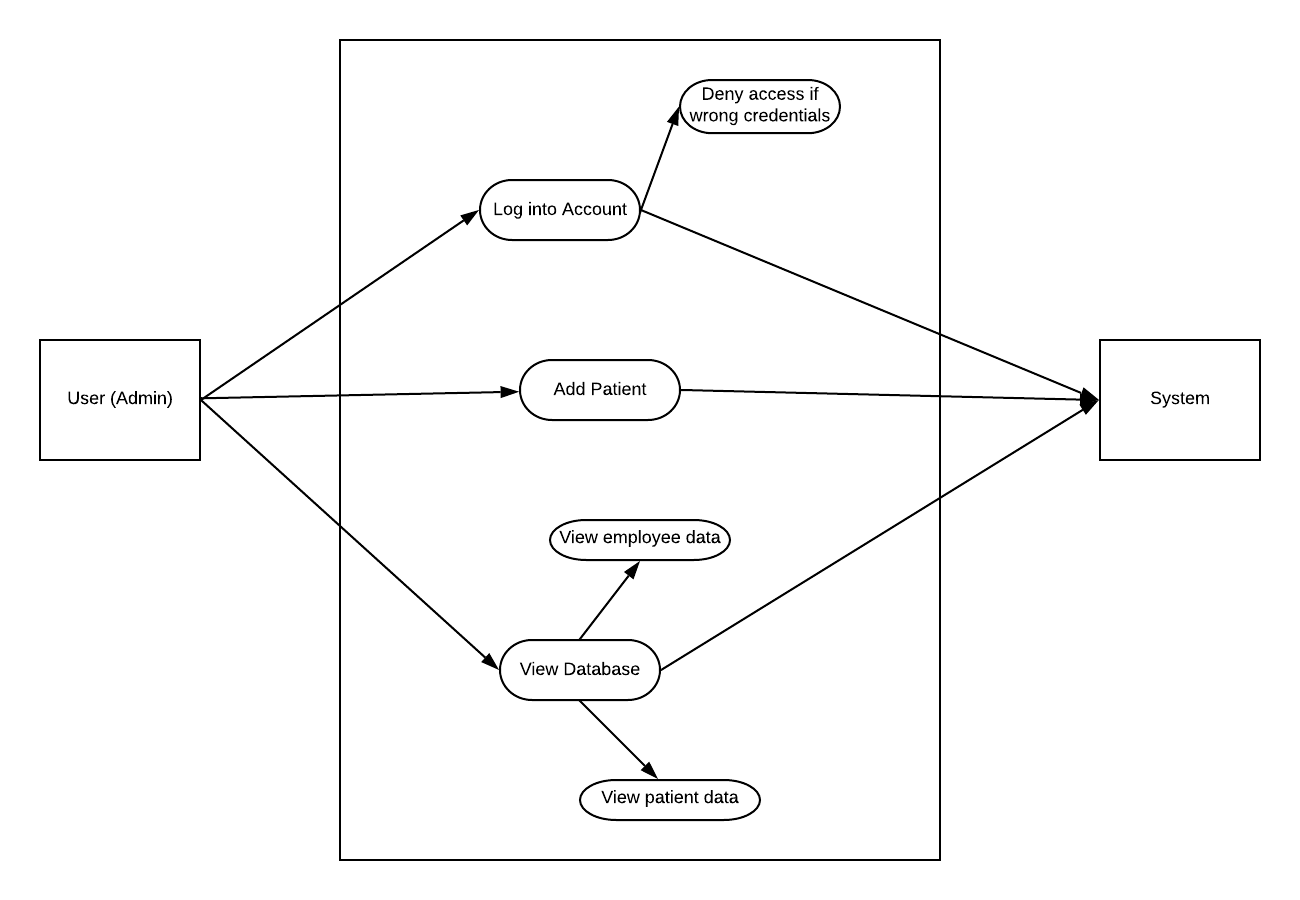 Deny access if
wrong credentials
Log into Account
User (Admin)
Add Patient
System
View employee data
View Database
View patient data